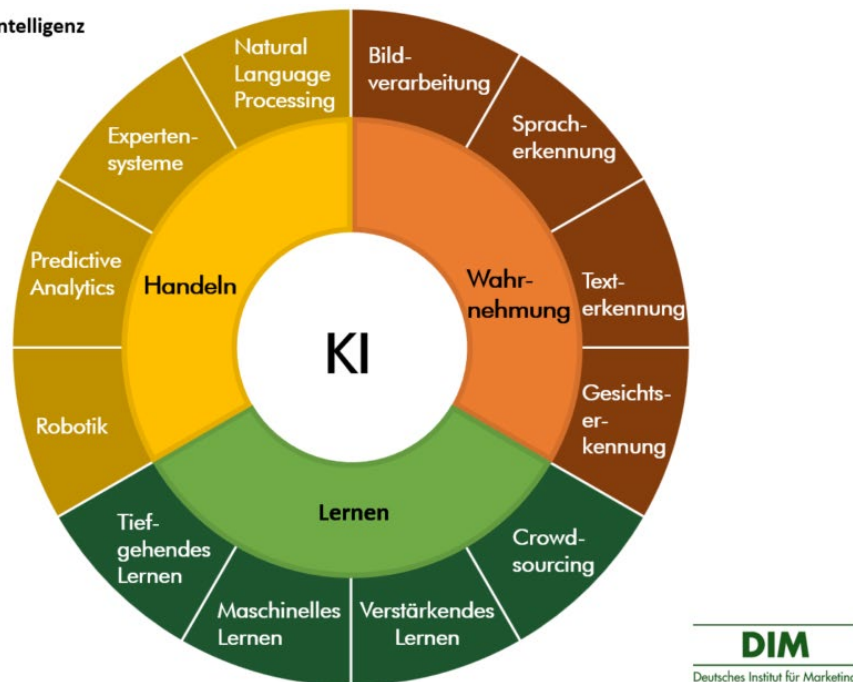 ntelligenz
Natural
Language
Processing
Bild-
verarbeitung
Experten-
systeme
Sprach-
erkennung
Predictive
Analytics
Handeln
Wahr-
nehmung
Text-
erkennung
KI
Robotik
Gesichts-
er-
kennung
Lernen
Tief-
gehendes
Lernen
Crowd-
sourcing
Maschinelles
Lernen
Verstärkendes
Lernen
DIM
Deutsches Institut für Marketing